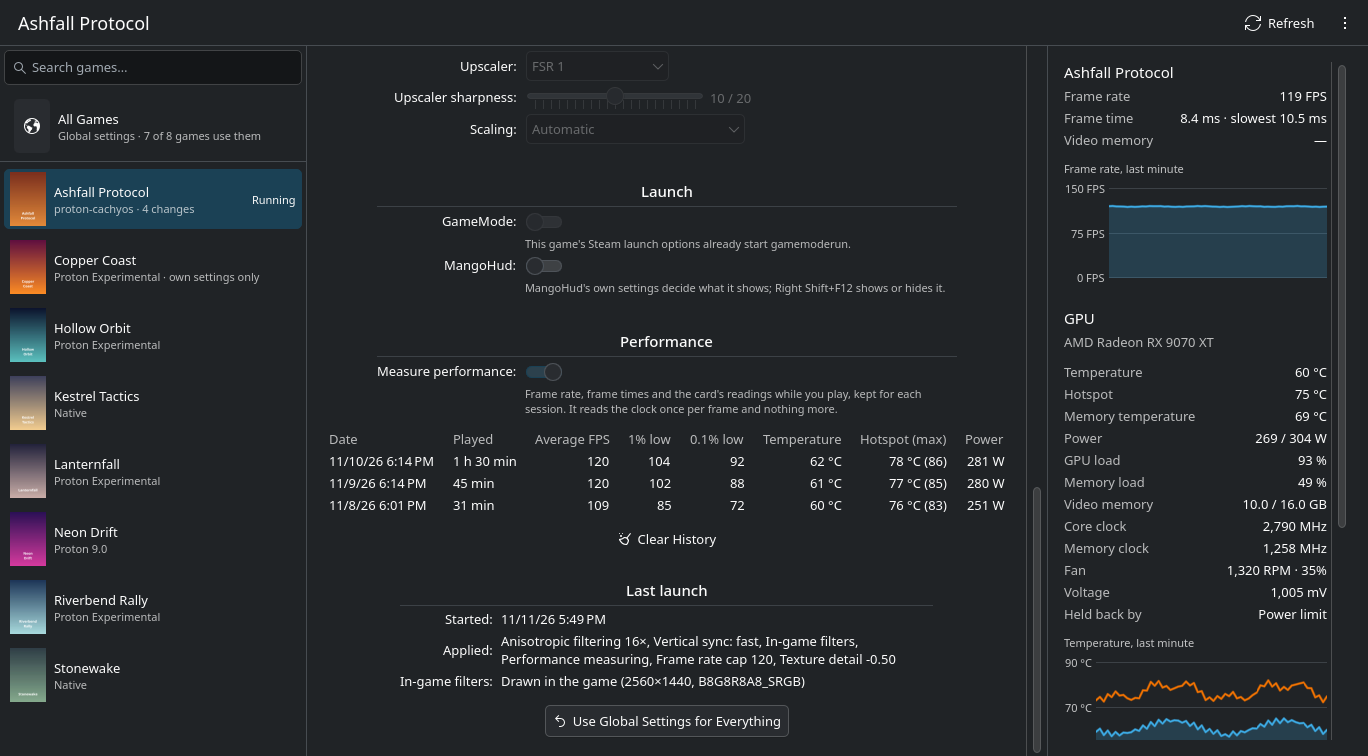 Ashfall Protocol
Refresh
Search games...
All Games
Global settings · 7 of 8 games use them
Ashfall Protocol
proton-cachyos · 4 changes
Running
Copper Coast
Proton Experimental · own settings only
Hollow Orbit
Proton Experimental
Kestrel Tactics
Native
Lanternfall
Proton Experimental
Neon Drift
Proton 9.0
Riverbend Rally
Proton Experimental
Stonewake
Native
Upscaler: FSR 1
Upscaler sharpness: 10 / 20
Scaling: Automatic
Launch
GameMode:
This game's Steam launch options already start gamemoderun.
MangoHud:
MangoHud's own settings decide what it shows; Right Shift+F12 shows or hides it.
Performance
Measure performance:
Frame rate, frame times and the card's readings while you play, kept for each
session. It reads the clock once per frame and nothing more.
Date Played Average FPS 1% low 0.1% low Temperature Hotspot (max) Power
11/10/26 6:14 PM 1 h 30 min 120 104 92 62 °C 78 °C (86) 281 W
11/9/26 6:14 PM 45 min 120 102 88 61 °C 77 °C (85) 280 W
11/8/26 6:01 PM 31 min 109 85 72 60 °C 76 °C (83) 251 W
Clear History
Last launch
Started: 11/11/26 5:49 PM
Applied: Anisotropic filtering 16×, Vertical sync: fast, In-game filters,
Performance measuring, Frame rate cap 120, Texture detail -0.50
In-game filters: Drawn in the game (2560×1440, B8G8R8A8_SRGB)
Use Global Settings for Everything
Ashfall Protocol
Frame rate 119 FPS
Frame time 8.4 ms · slowest 10.5 ms
Video memory —
Frame rate, last minute
150 FPS
75 FPS
0 FPS
GPU
AMD Radeon RX 9070 XT
Temperature 60 °C
Hotspot 75 °C
Memory temperature 69 °C
Power 269 / 304 W
GPU load 93 %
Memory load 49 %
Video memory 10.0 / 16.0 GB
Core clock 2,790 MHz
Memory clock 1,258 MHz
Fan 1,320 RPM · 35%
Voltage 1,005 mV
Held back by Power limit
Temperature, last minute
90 °C
70 °C